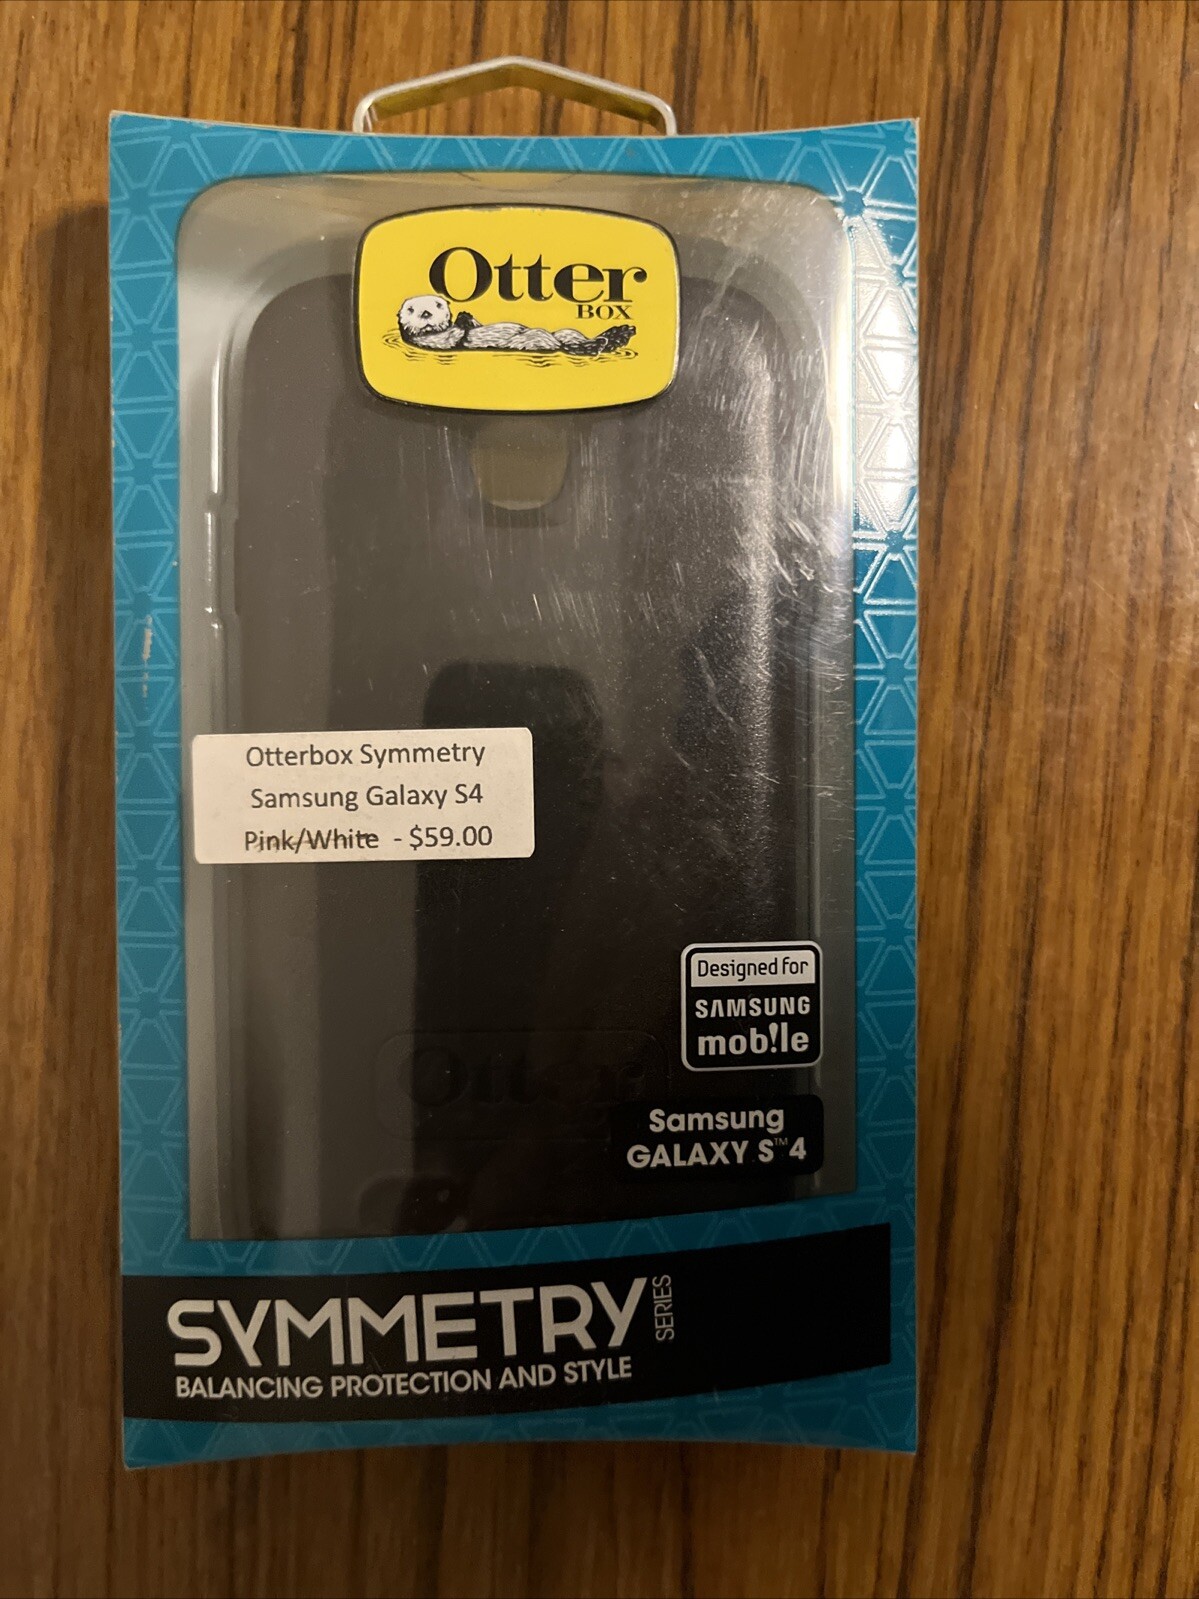 Otter
BOX
Otterbox Symmetry
Samsung Galaxy S4
Pink/White - $59.00
Designed for
SAMSUNG
mob!le
Otter
Samsung
GALAXY S™4
SYMMETRY
SERIES
BALANCING PROTECTION AND STYLE